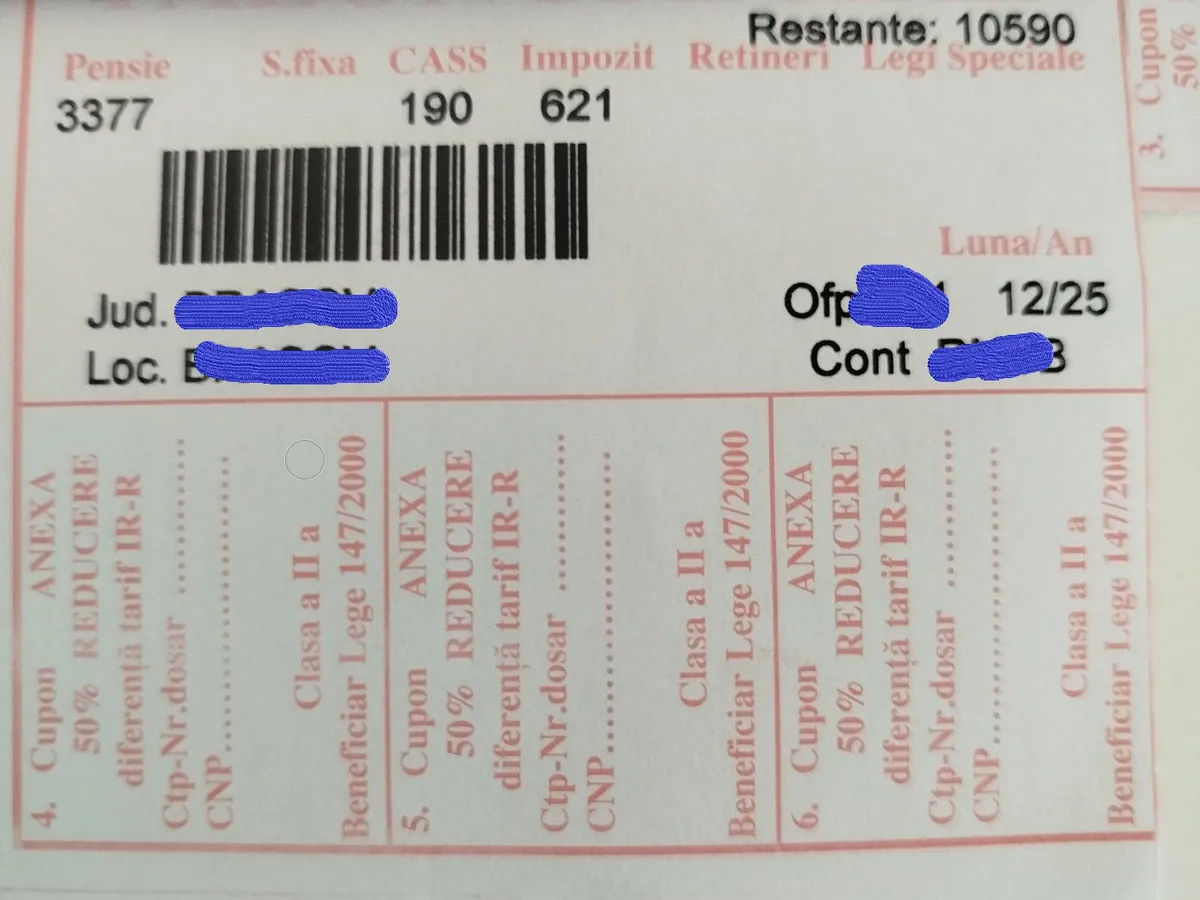 Restante: 10590
Pensie S.fixa CASS Impozit Retineri Legi Speciale
3377 190 621
Luna/An
Jud.
Ofp 12/25
Loc.
Cont
3. Cupon
50%
4. Cupon ANEXA
50% REDUCERE
diferență tarif IR-R
Ctp-Nr.dosar ............
CNP........................
Clasa a II a
Beneficiar Lege 147/2000
5. Cupon ANEXA
50% REDUCERE
diferență tarif IR-R
Ctp-Nr.dosar ............
CNP........................
Clasa a II a
Beneficiar Lege 147/2000
6. Cupon ANEXA
50% REDUCERE
diferență tarif IR-R
Ctp-Nr.dosar ............
CNP........................
Clasa a II a
Beneficiar Lege 147/2000